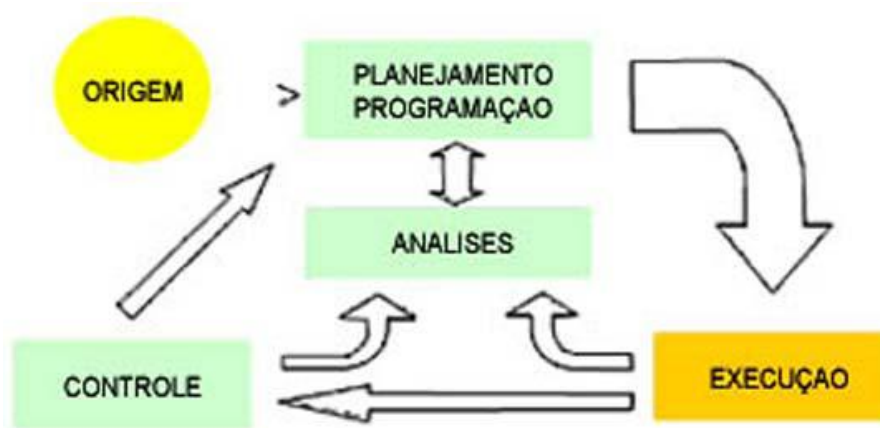 ORIGEM
PLANEJAMENTO
PROGRAMAÇAO
ANALISES
CONTROLE
EXECUÇAO